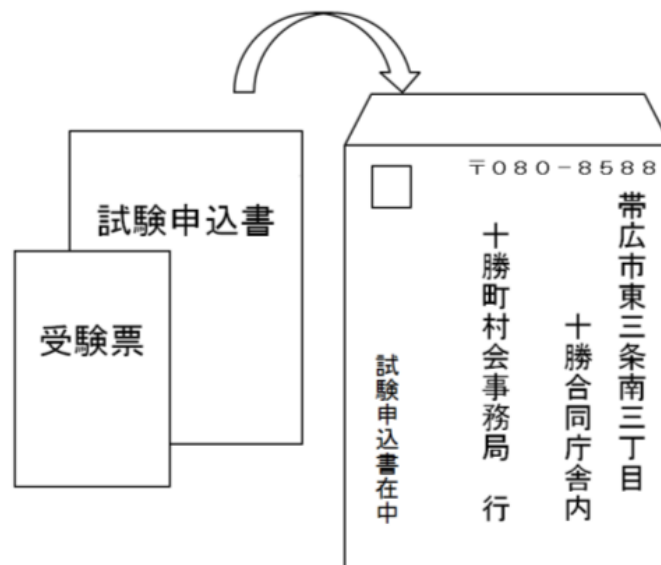 試験申込書
受験票
〒080-8588
帯広市東三条南三丁目
十勝合同庁舎内
十勝町村会事務局 行
試験申込書在中